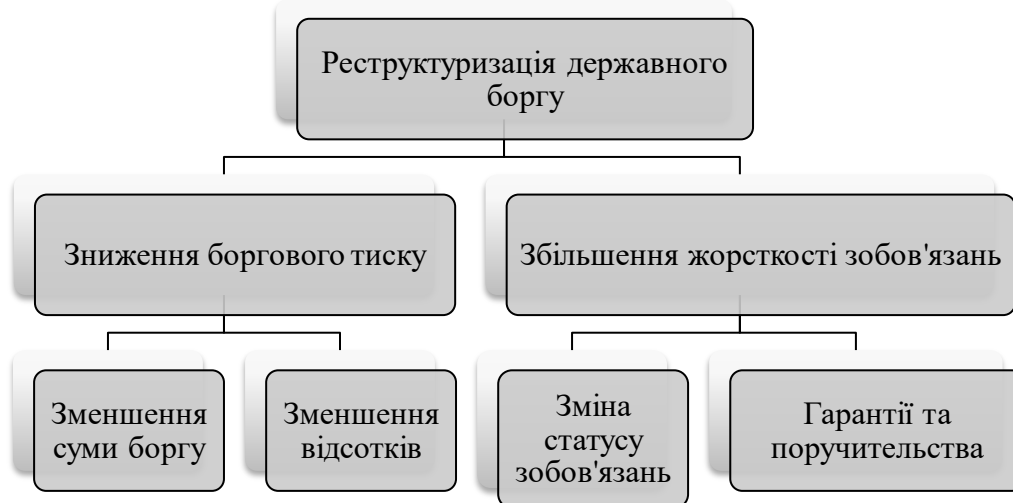 Реструктуризація державного
боргу
Зниження боргового тиску
Збільшення жорсткості зобов'язань
Зменшення
суми боргу
Зменшення
відсотків
Зміна
статусу
зобов'язань
Гарантії та
поручительства